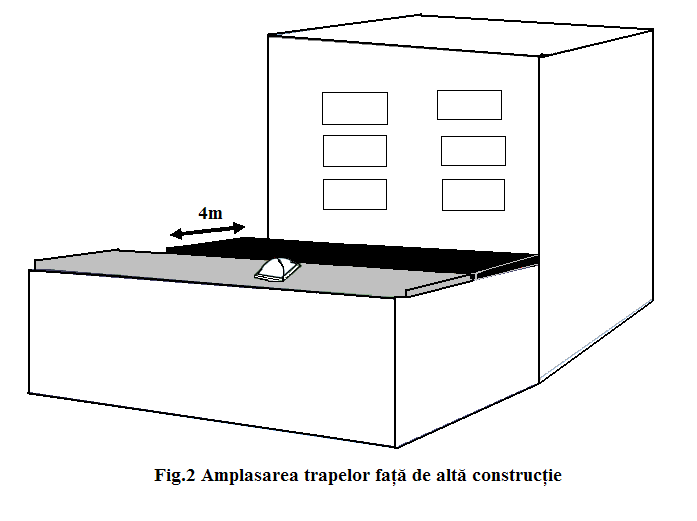 4m
Fig.2 Amplasarea trapelor față de altă construcție